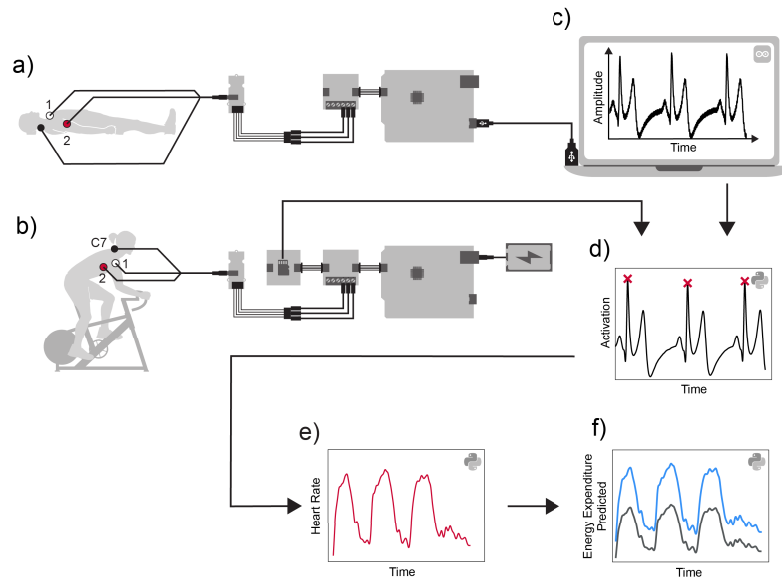 a)
1
2
c)
Amplitude
Time
b)
C7
1
2
d)
Activation
Time
e)
Heart Rate
Time
f)
Energy Expenditure
Predicted
Time